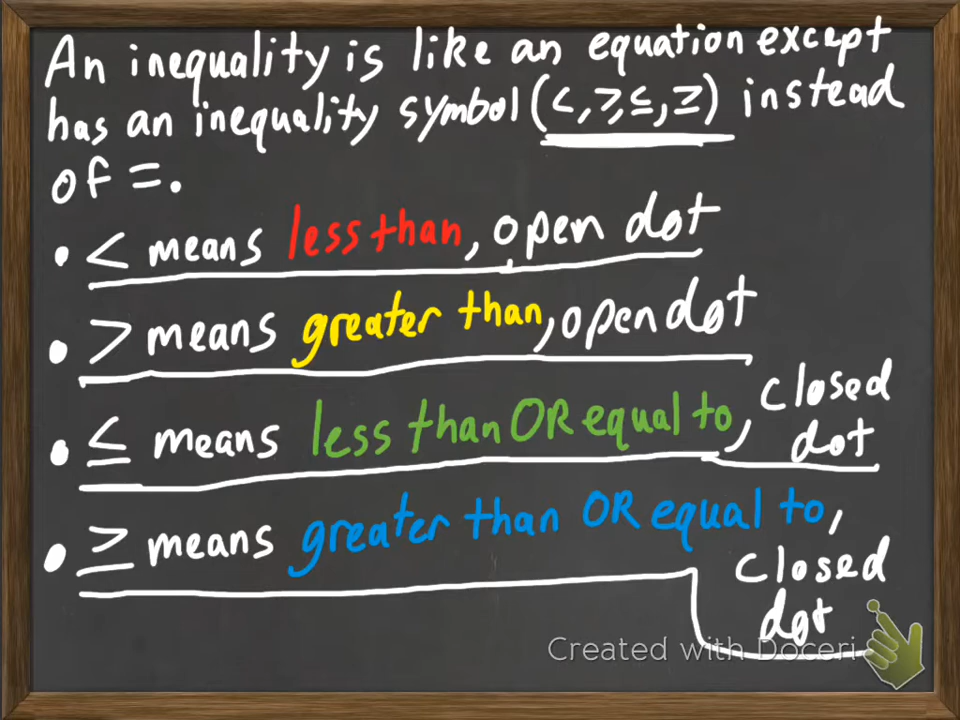 An inequality is like an equation except
has an inequality symbol (<, >, ≤, ≥) instead
of =.
• < means less than, open dot
• > means greater than, open dot
• ≤ means less than OR equal to, closed
dot
• ≥ means greater than OR equal to,
closed
dot
Created with Doceri